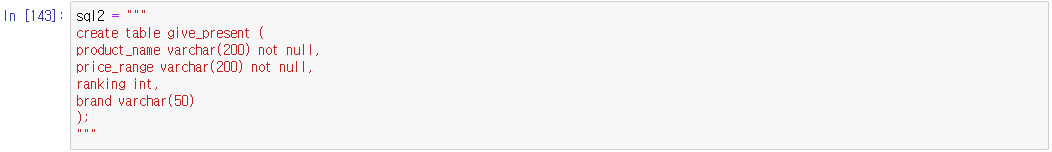 In [143]: sql2 = """
create table give_present (
product_name varchar(200) not null,
price_range varchar(200) not null,
ranking int,
brand varchar(50)
);
"""